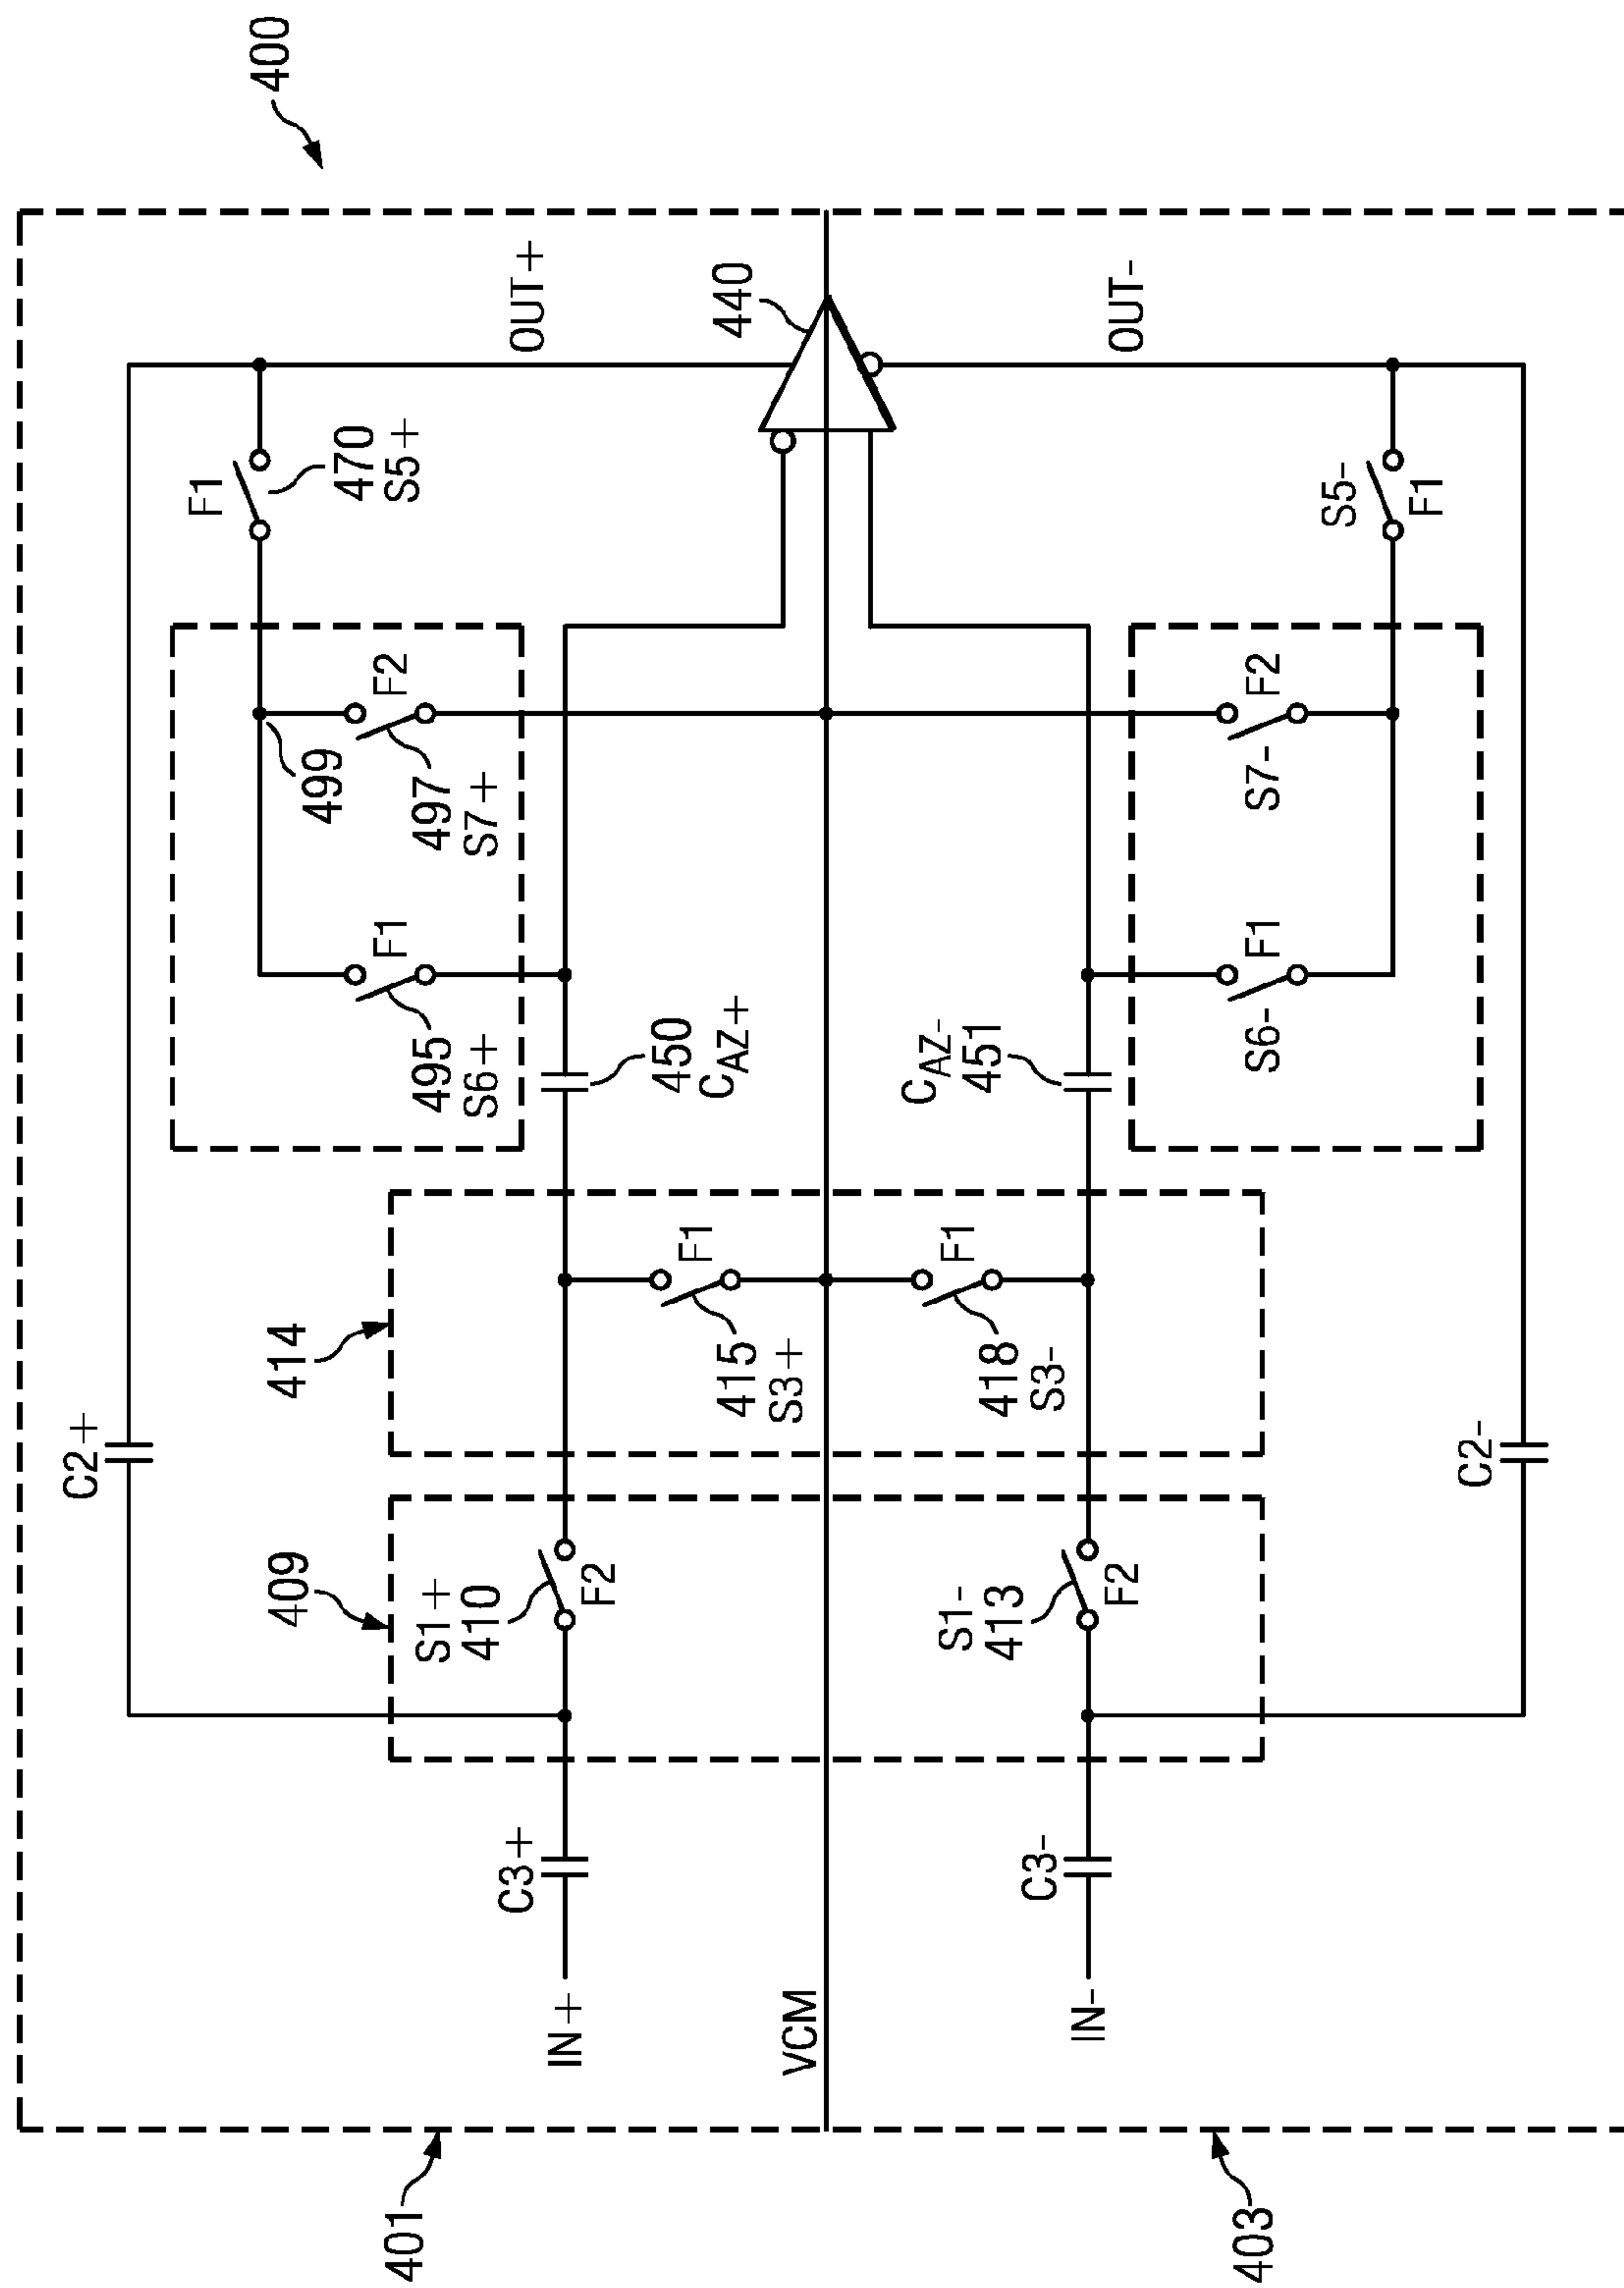 400
C2+
F1
470
S5+
OUT+
499
F2
497
S7+
F1
495
S6+
414
409
S1+
410
F2
C3+
IN+
450
CAZ+
440
415
S3+
F1
VCM
418
S3-
F1
CAZ-
451
S1-
413
F2
C3-
IN-
OUT-
F2
S7-
F1
S6-
S5-
F1
C2-
401
403